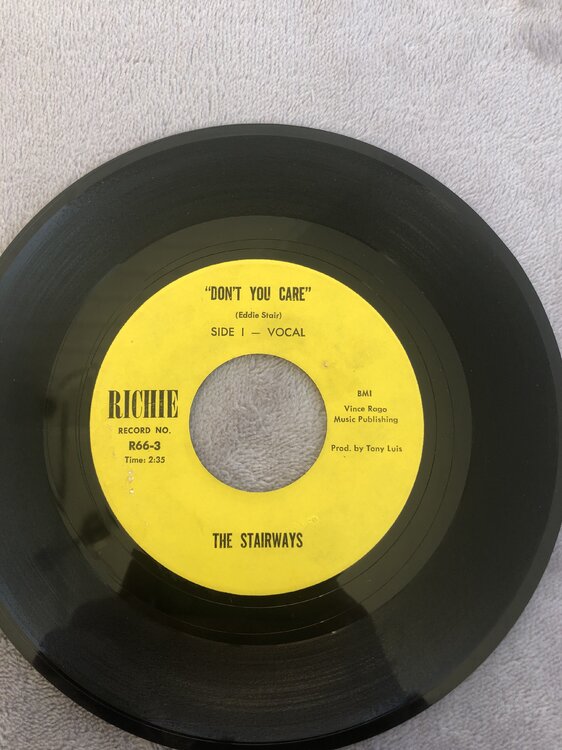 "DON'T YOU CARE"
(Eddie Stair)
SIDE I — VOCAL
RICHIE
RECORD NO.
R66-3
Time: 2:35
BMI
Vince Rago
Music Publishing
Prod. by Tony Luis
THE STAIRWAYS